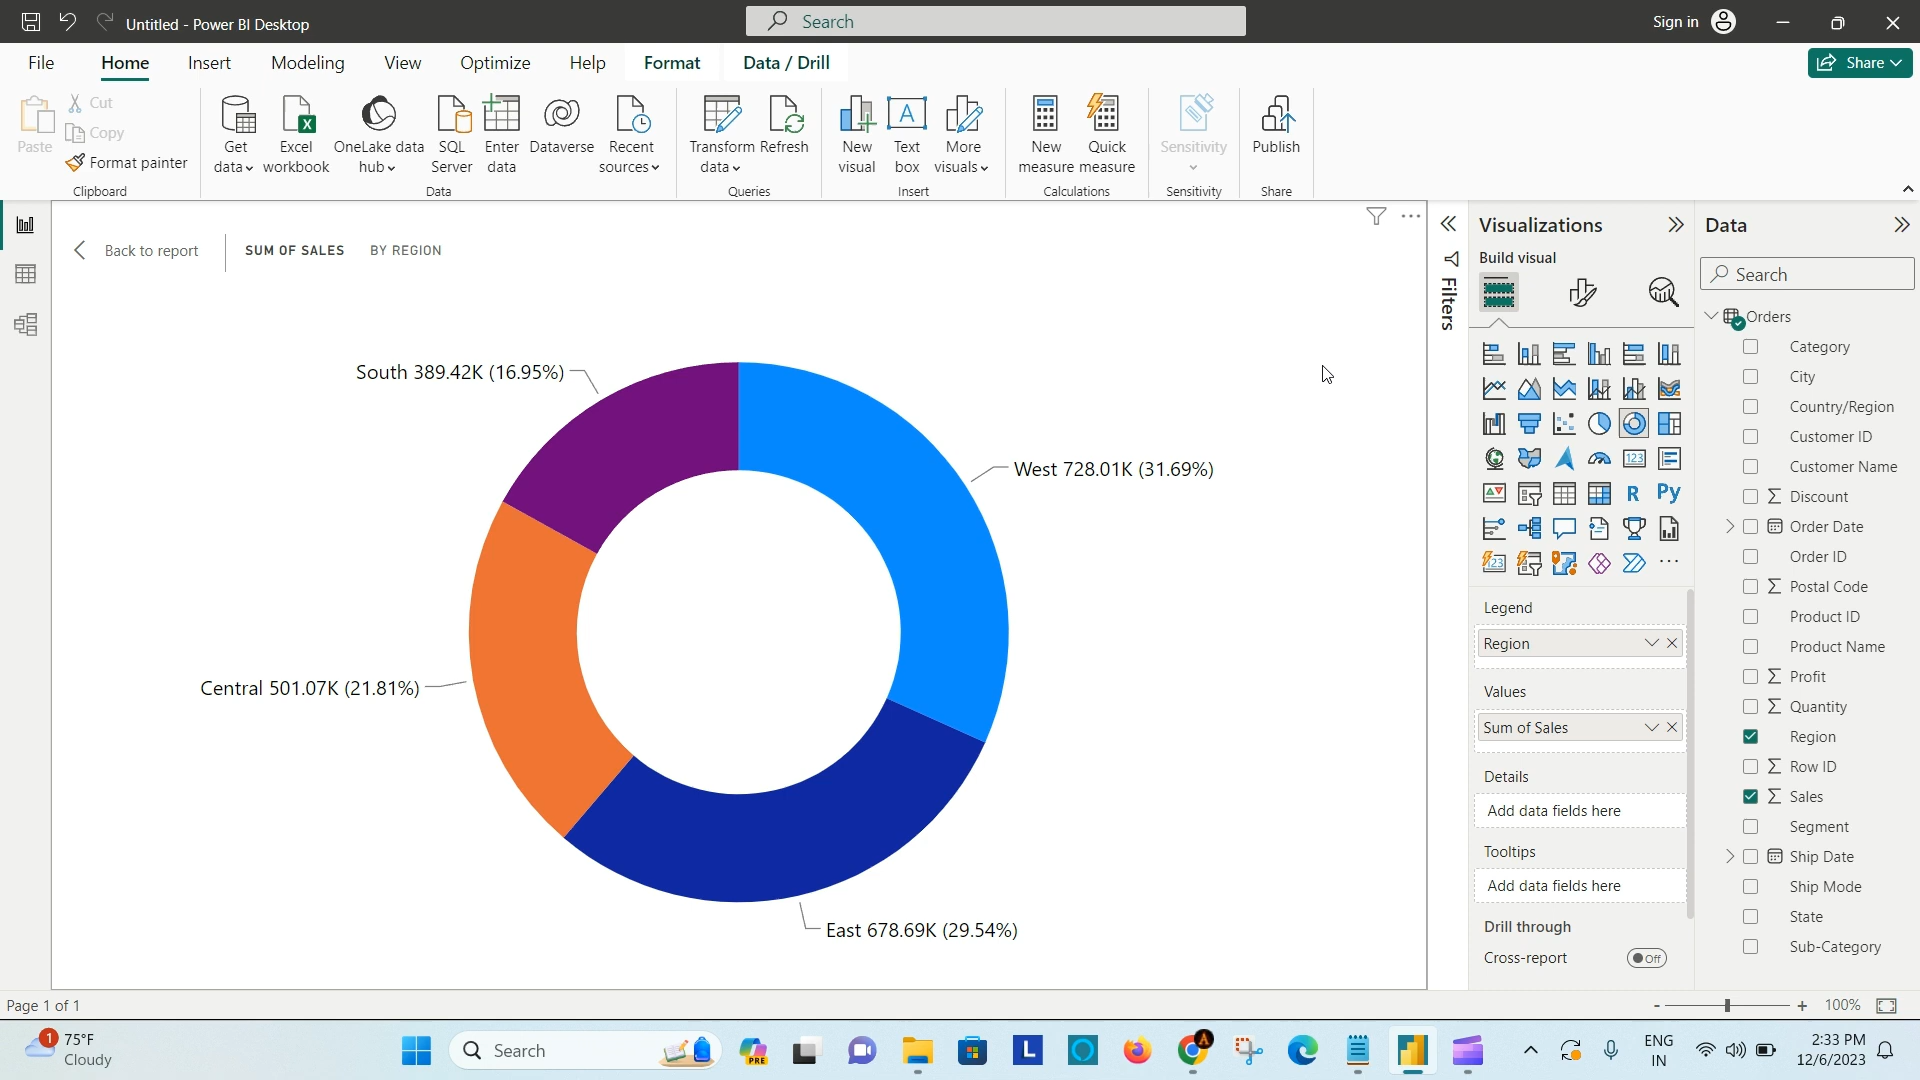 Untitled - Power BI Desktop
Search
Sign in
File Home Insert Modeling View Optimize Help Format Data / Drill
Share
Paste
Cut
Copy
Format painter
Clipboard
Get data
Excel workbook
OneLake data hub
SQL Server
Enter data
Dataverse
Recent sources
Data
Transform data
Refresh
Queries
New visual
A
Text box
More visuals
Insert
New measure
Quick measure
Calculations
Sensitivity
Sensitivity
Publish
Share
Back to report
SUM OF SALES BY REGION
South 389.42K (16.95%)
West 728.01K (31.69%)
Central 501.07K (21.81%)
East 678.69K (29.54%)
Filters
Visualizations
Build visual
123
R
Py
123
Legend
Region
Values
Sum of Sales
Details
Add data fields here
Tooltips
Add data fields here
Drill through
Cross-report
Off
Data
Search
Orders
Category
City
Country/Region
Customer ID
Customer Name
Σ Discount
Order Date
Order ID
Σ Postal Code
Product ID
Product Name
Σ Profit
Σ Quantity
Region
Σ Row ID
Σ Sales
Segment
Ship Date
Ship Mode
State
Sub-Category
Page 1 of 1
- + 100%
1
75°F
Cloudy
Search
PRE
L
A
ENG
IN
2:33 PM
12/6/2023